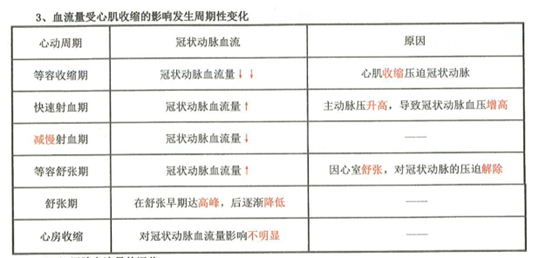 3、血流量受心肌收缩的影响发生周期性变化
心动周期 冠状动脉血流 原因
等容收缩期 冠状动脉血流量↓↓ 心肌收缩压迫冠状动脉
快速射血期 冠状动脉血流量↑ 主动脉压升高，导致冠状动脉血压增高
减慢射血期 冠状动脉血流量↓ ——
等容舒张期 冠状动脉血流量↑ 因心室舒张，对冠状动脉的压迫解除
舒张期 在舒张早期达高峰，后逐渐降低 ——
心房收缩 对冠状动脉血流量影响不明显 ——